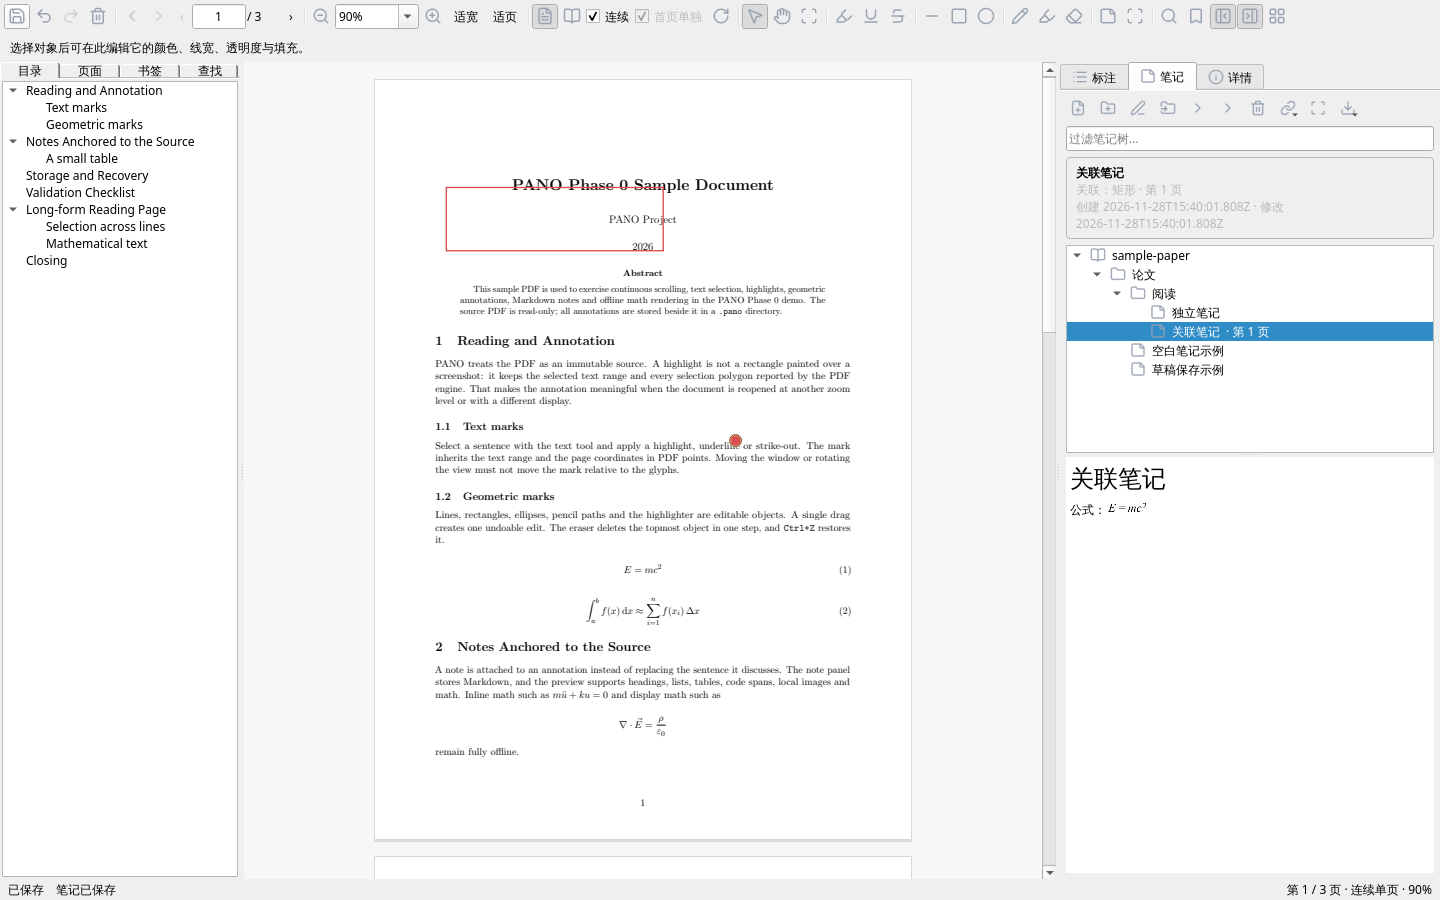 1 / 3 90% 适宽 适页 连续 首页单独
选择对象后可在此编辑它的颜色、线宽、透明度与填充。
目录 页面 书签 查找
Reading and Annotation
Text marks
Geometric marks
Notes Anchored to the Source
A small table
Storage and Recovery
Validation Checklist
Long-form Reading Page
Selection across lines
Mathematical text
Closing
PANO Phase 0 Sample Document
PANO Project
2026
Abstract
This sample PDF is used to exercise continuous scrolling, text selection, highlights, geometric
annotations, Markdown notes and offline math rendering in the PANO Phase 0 demo. The
source PDF is read-only; all annotations are stored beside it in a .pano directory.
1 Reading and Annotation
PANO treats the PDF as an immutable source. A highlight is not a rectangle painted over a
screenshot: it keeps the selected text range and every selection polygon reported by the PDF
engine. That makes the annotation meaningful when the document is reopened at another zoom
level or with a different display.
1.1 Text marks
Select a sentence with the text tool and apply a highlight, underline or strike-out. The mark
inherits the text range and the page coordinates in PDF points. Moving the window or rotating
the view must not move the mark relative to the glyphs.
1.2 Geometric marks
Lines, rectangles, ellipses, pencil paths and the highlighter are editable objects. A single drag
creates one undoable edit. The eraser deletes the topmost object in one step, and Ctrl+Z restores
it.
E = mc² (1)
∫ₐᵇ f(x) dx ≈ ∑ᵢ₌₁ⁿ f(xᵢ) Δx (2)
2 Notes Anchored to the Source
A note is attached to an annotation instead of replacing the sentence it discusses. The note panel
stores Markdown, and the preview supports headings, lists, tables, code spans, local images and
math. Inline math such as mü + ku = 0 and display math such as
∇ · E⃗ = ρ/ε₀
remain fully offline.
1
标注 笔记 详情
过滤笔记树...
关联笔记
关联：矩形 · 第 1 页
创建 2026-11-28T15:40:01.808Z · 修改
2026-11-28T15:40:01.808Z
sample-paper
论文
阅读
独立笔记
关联笔记 · 第 1 页
空白笔记示例
草稿保存示例
关联笔记
公式：E = mc²
已保存 笔记已保存
第 1 / 3 页 · 连续单页 · 90%